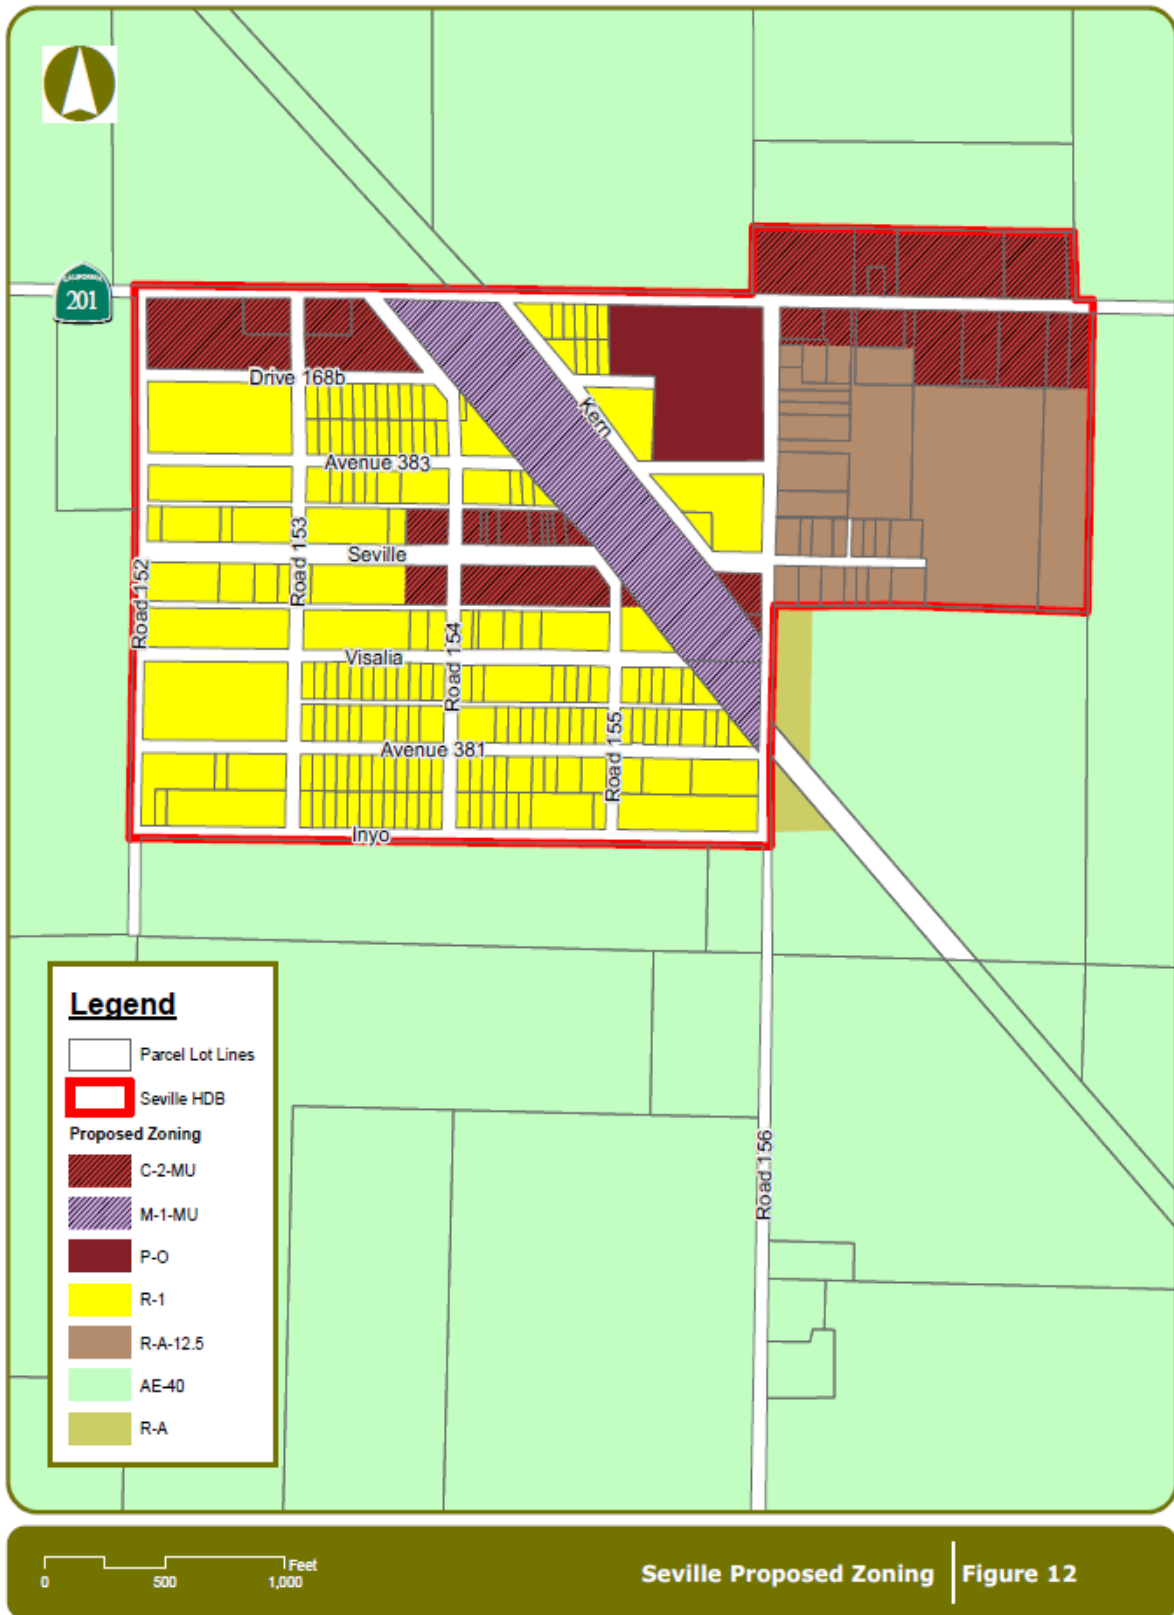 CALIFORNIA
201
Drive 168b
Kern
Avenue 383
Seville
Road 152
Road 153
Road 154
Visalia
Road 155
Avenue 381
Inyo
Road 156
Legend
Parcel Lot Lines
Seville HDB
Proposed Zoning
C-2-MU
M-1-MU
P-O
R-1
R-A-12.5
AE-40
R-A
Feet
0 500 1,000
Seville Proposed Zoning Figure 12